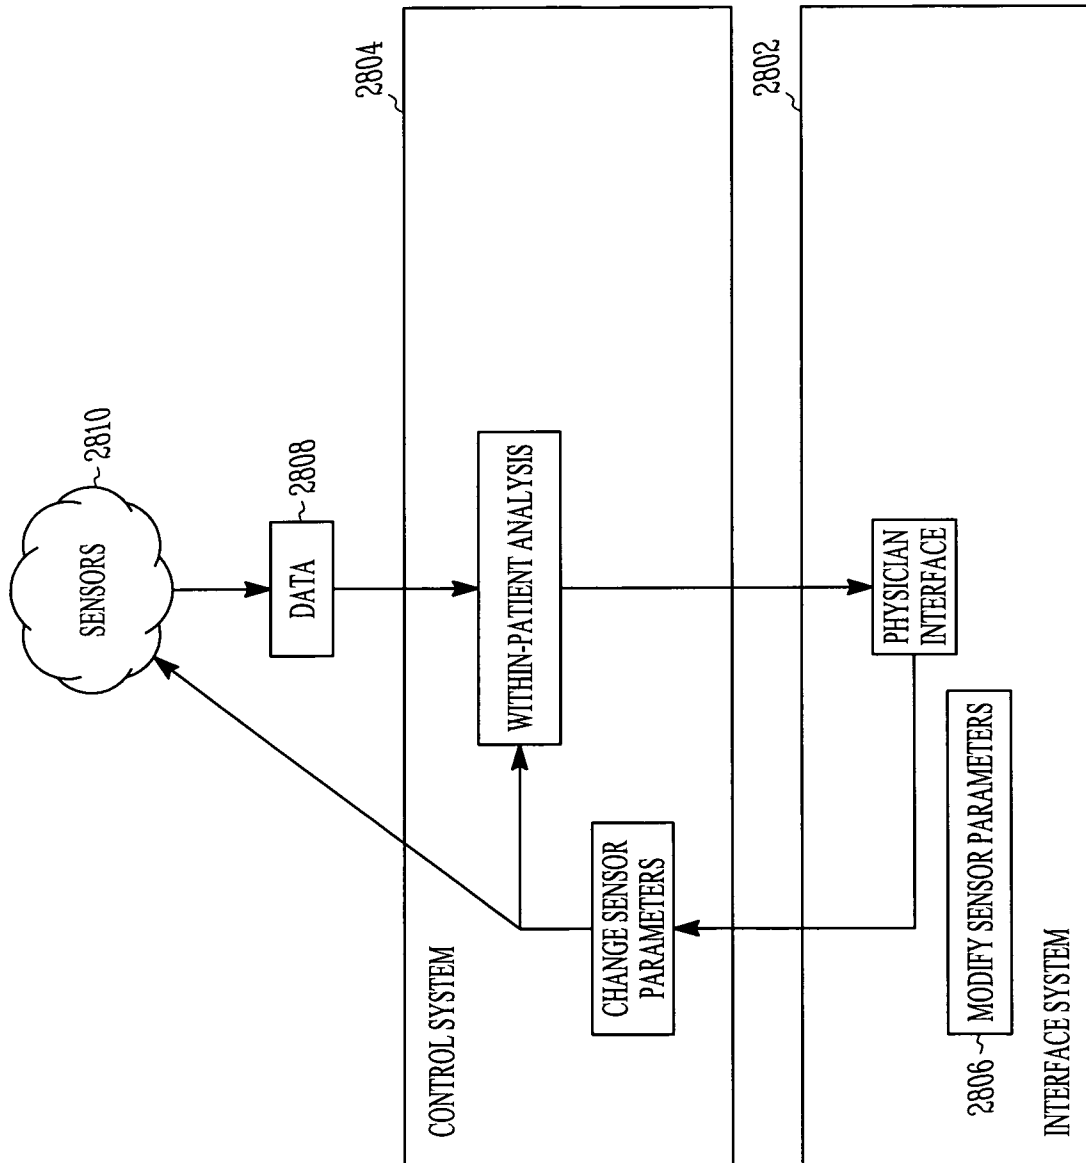 SENSORS
2810
DATA
2808
2804
CONTROL SYSTEM
WITHIN-PATIENT ANALYSIS
CHANGE SENSOR
PARAMETERS
2802
PHYSICIAN
INTERFACE
MODIFY SENSOR PARAMETERS
2806
INTERFACE SYSTEM